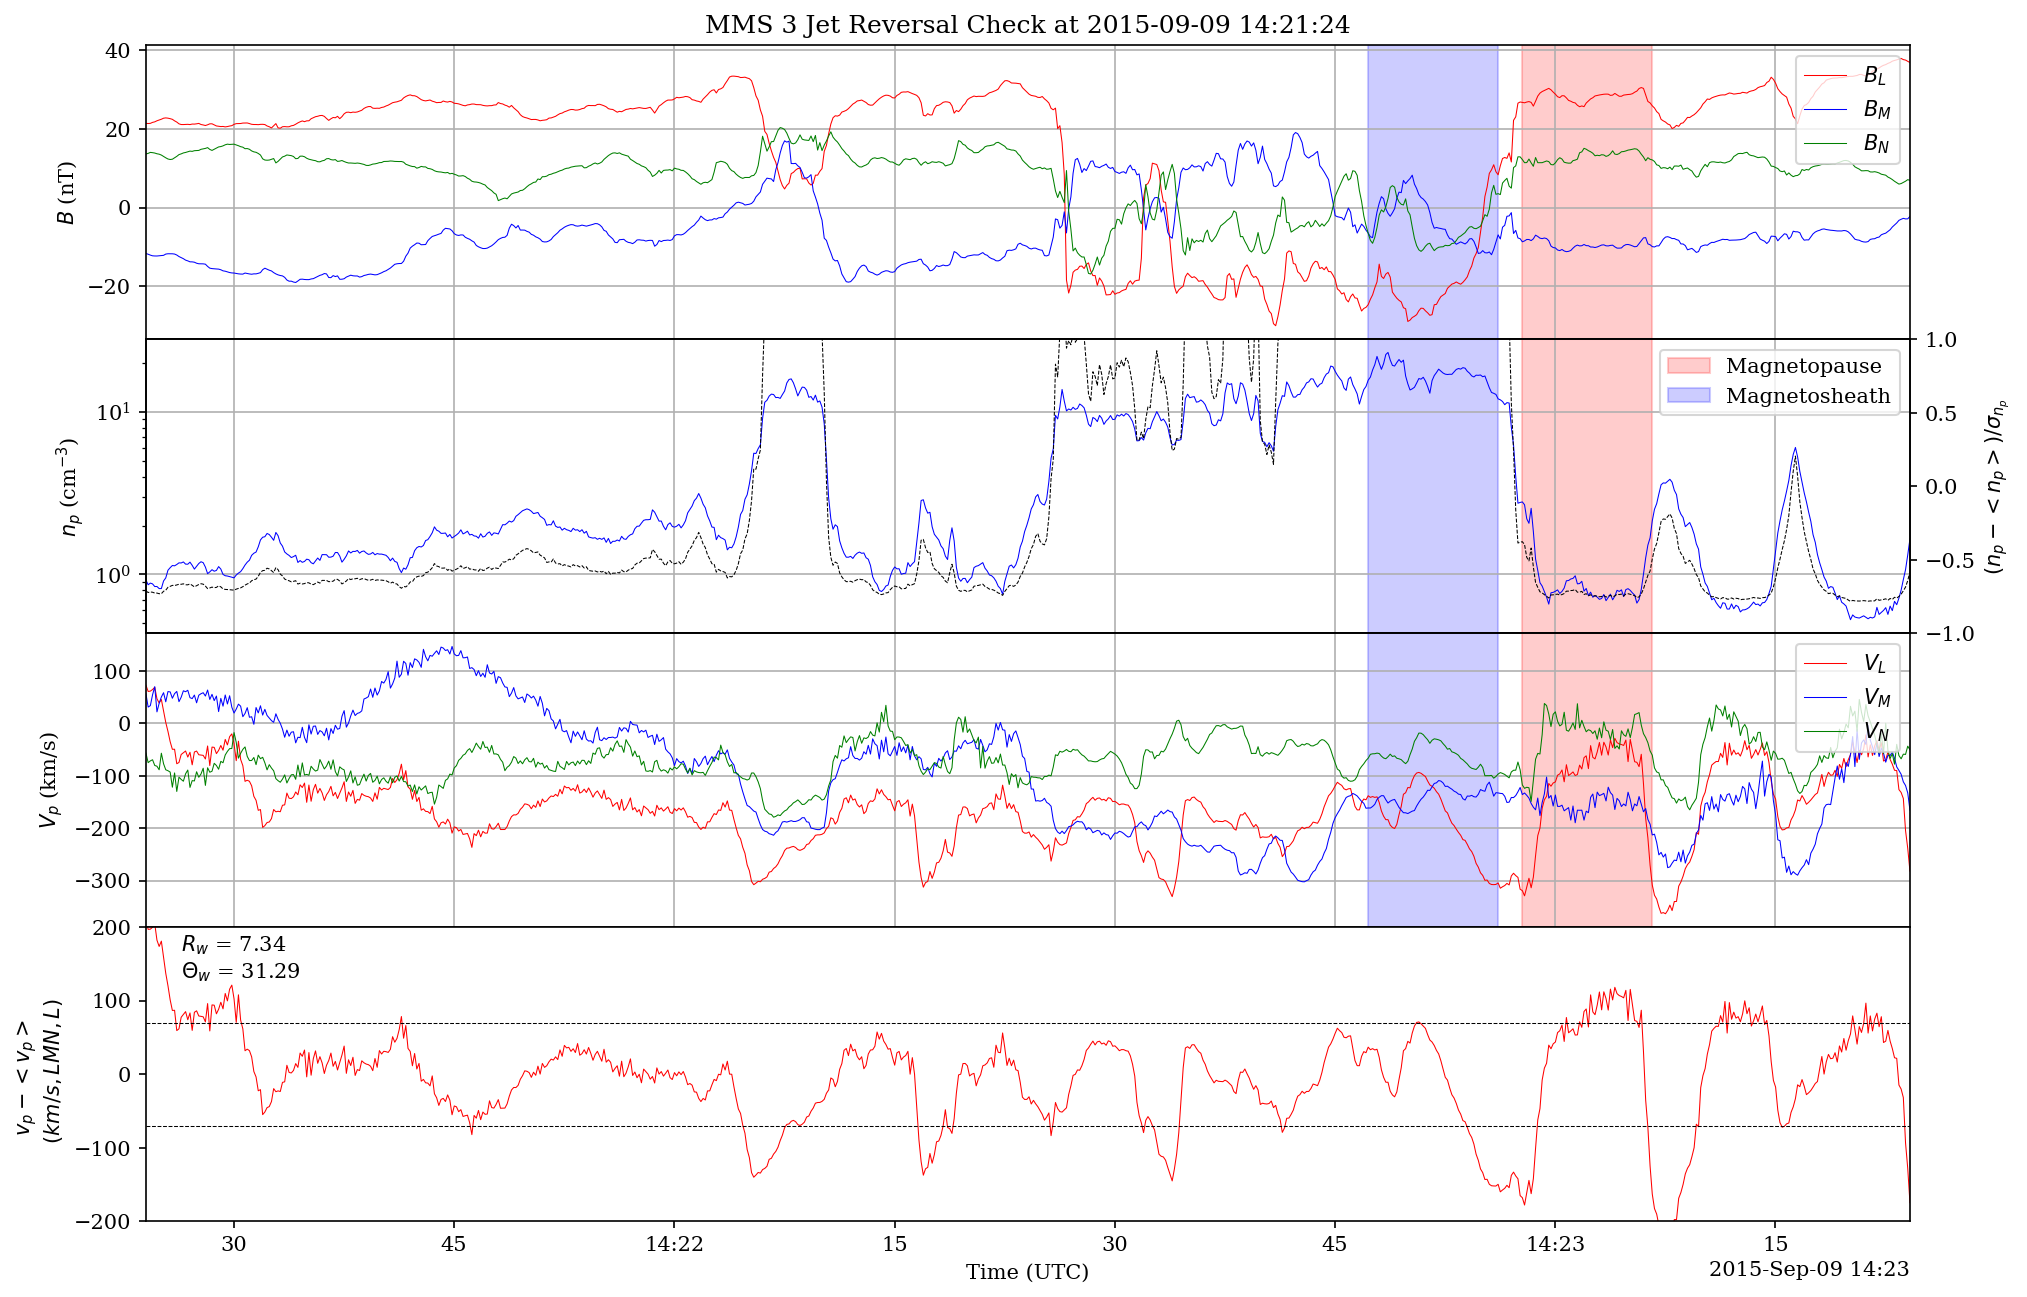 MMS 3 Jet Reversal Check at 2015-09-09 14:21:24
40
20
0
−20
B (nT)
B_L
B_M
B_N
10^1
10^0
n_p (cm^−3)
1.0
0.5
0.0
−0.5
−1.0
(n_p − < n_p >)/σ_{n_p}
Magnetopause
Magnetosheath
100
0
−100
−200
−300
V_p (km/s)
V_L
V_M
V_N
200
100
0
−100
−200
v_p − < v_p >
(km/s, LMN, L)
R_w = 7.34
Θ_w = 31.29
30 45 14:22 15 30 45 14:23 15
Time (UTC)
2015-Sep-09 14:23